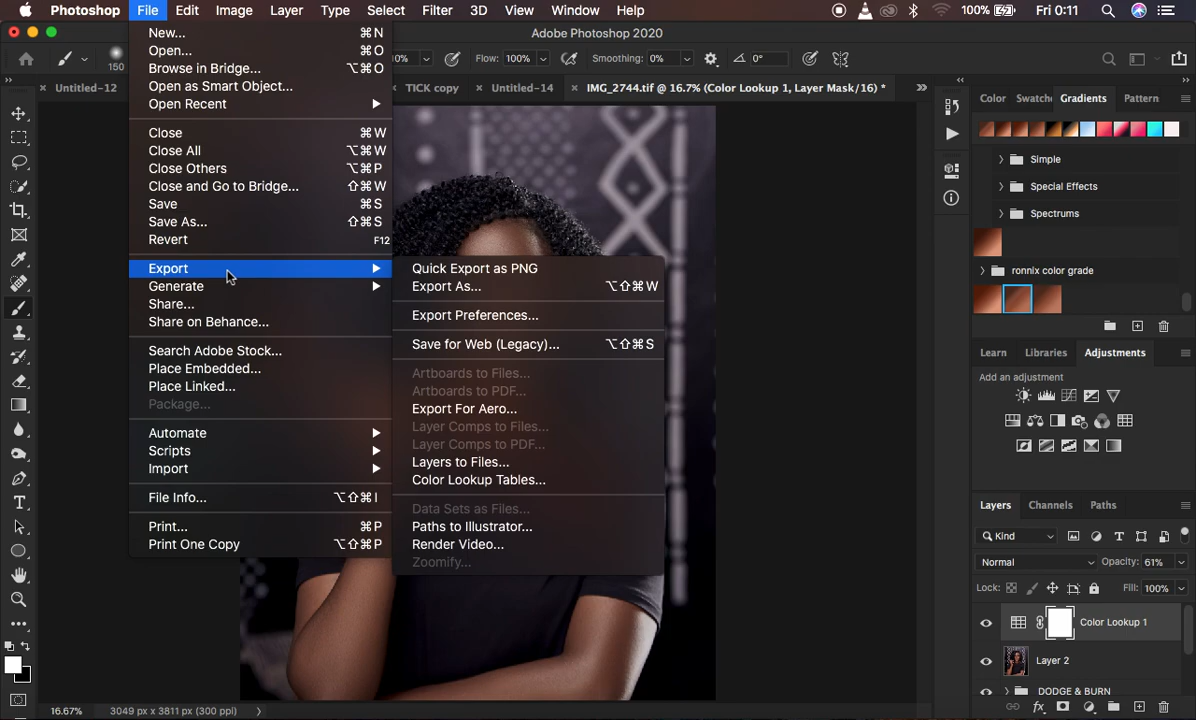 Photoshop File Edit Image Layer Type Select Filter 3D View Window Help 100% Fri 0:11
Adobe Photoshop 2020
150 0% Flow: 100% Smoothing: 0% 0°
Untitled-12 TICK copy Untitled-14 IMG_2744.tif @ 16.7% (Color Lookup 1, Layer Mask/16) *
New... ⌘N
Open... ⌘O
Browse in Bridge... ⌥⌘O
Open as Smart Object...
Open Recent
Close ⌘W
Close All ⌥⌘W
Close Others ⌥⌘P
Close and Go to Bridge... ⇧⌘W
Save ⌘S
Save As... ⇧⌘S
Revert F12
Export
Generate
Share...
Share on Behance...
Search Adobe Stock...
Place Embedded...
Place Linked...
Package...
Automate
Scripts
Import
File Info... ⌥⇧⌘I
Print... ⌘P
Print One Copy ⌥⇧⌘P
Quick Export as PNG
Export As... ⌥⇧⌘W
Export Preferences...
Save for Web (Legacy)... ⌥⇧⌘S
Artboards to Files...
Artboards to PDF...
Export For Aero...
Layer Comps to Files...
Layer Comps to PDF...
Layers to Files...
Color Lookup Tables...
Data Sets as Files...
Paths to Illustrator...
Render Video...
Zoomify...
Color Swatche Gradients Pattern
Simple
Special Effects
Spectrums
ronnix color grade
Learn Libraries Adjustments
Add an adjustment
Layers Channels Paths
Kind
Normal Opacity: 61%
Lock: Fill: 100%
Color Lookup 1
Layer 2
DODGE & BURN
16.67% 3049 px x 3811 px (300 ppi)